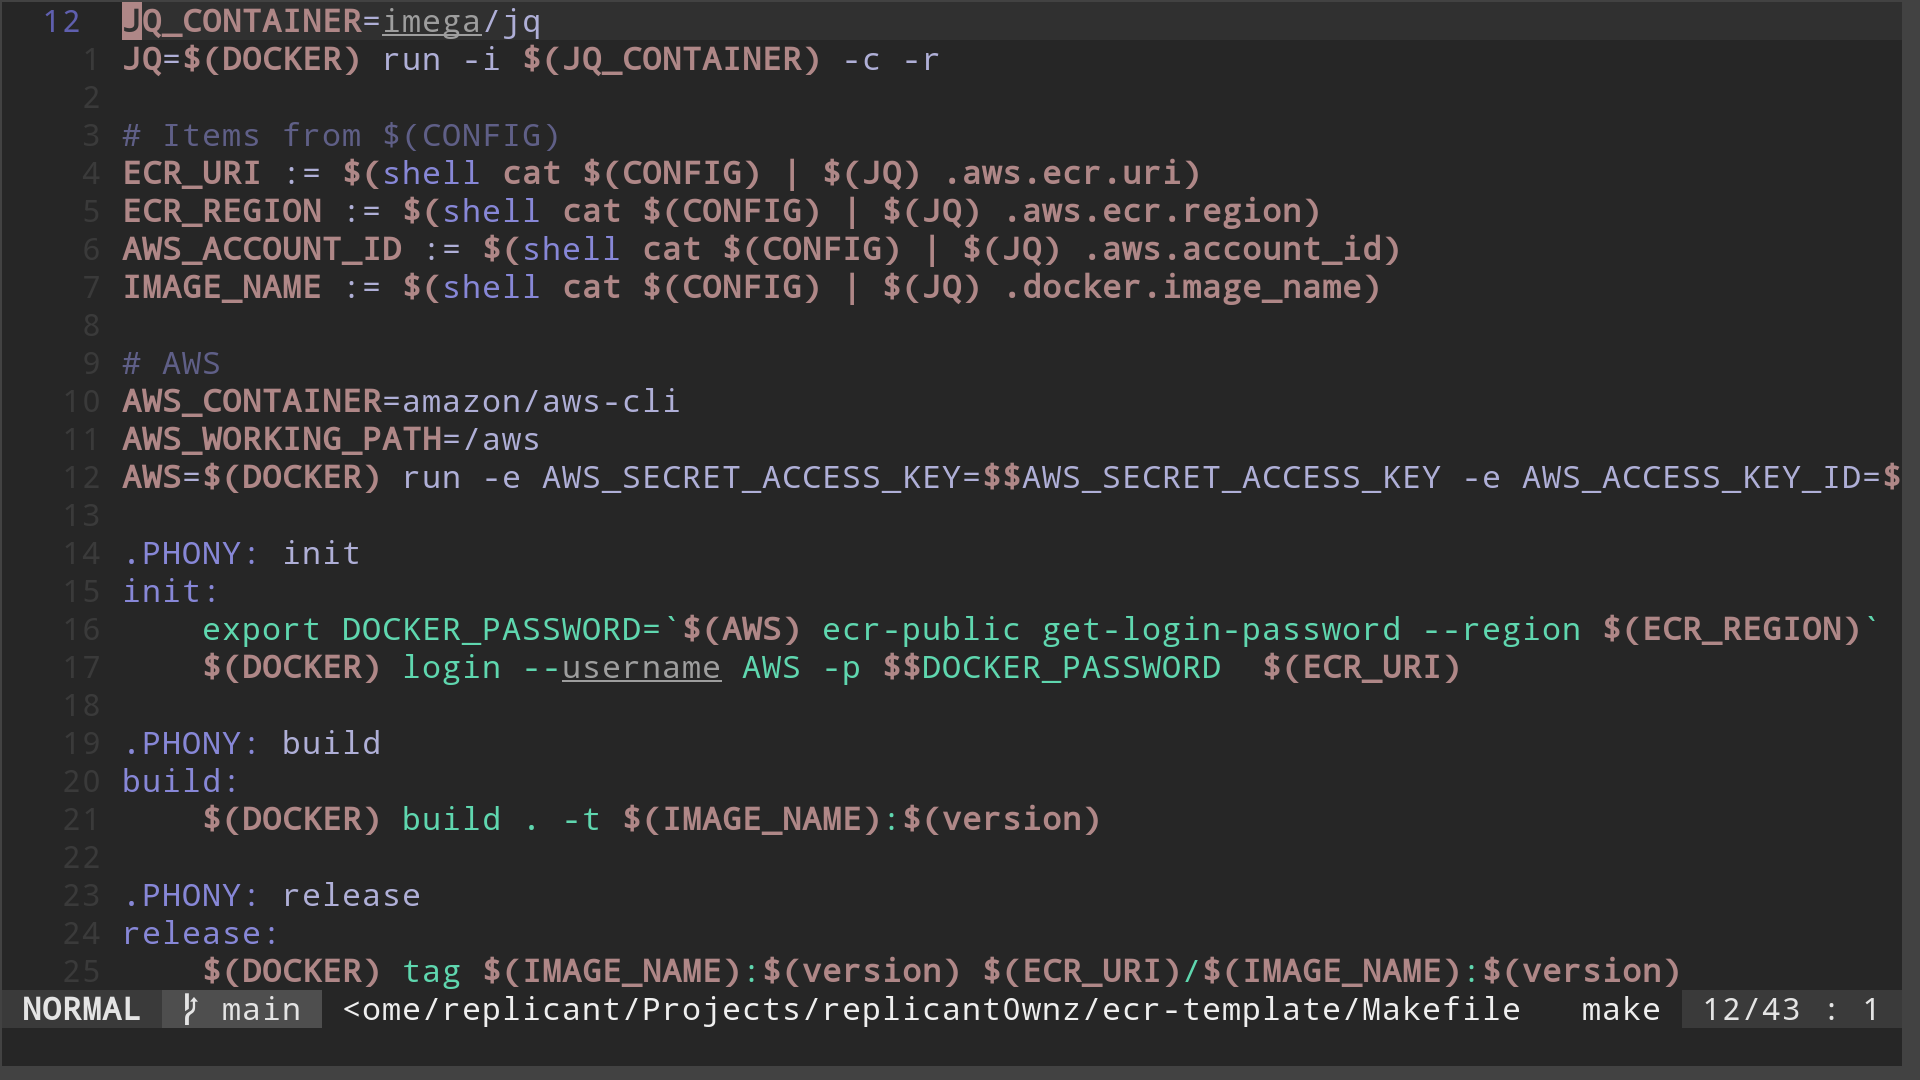 12 JQ_CONTAINER=imega/jq
1 JQ=$(DOCKER) run -i $(JQ_CONTAINER) -c -r
2
3 # Items from $(CONFIG)
4 ECR_URI := $(shell cat $(CONFIG) | $(JQ) .aws.ecr.uri)
5 ECR_REGION := $(shell cat $(CONFIG) | $(JQ) .aws.ecr.region)
6 AWS_ACCOUNT_ID := $(shell cat $(CONFIG) | $(JQ) .aws.account_id)
7 IMAGE_NAME := $(shell cat $(CONFIG) | $(JQ) .docker.image_name)
8
9 # AWS
10 AWS_CONTAINER=amazon/aws-cli
11 AWS_WORKING_PATH=/aws
12 AWS=$(DOCKER) run -e AWS_SECRET_ACCESS_KEY=$$AWS_SECRET_ACCESS_KEY -e AWS_ACCESS_KEY_ID=$
13
14 .PHONY: init
15 init:
16     export DOCKER_PASSWORD=`$(AWS) ecr-public get-login-password --region $(ECR_REGION)`
17     $(DOCKER) login --username AWS -p $$DOCKER_PASSWORD  $(ECR_URI)
18
19 .PHONY: build
20 build:
21     $(DOCKER) build . -t $(IMAGE_NAME):$(version)
22
23 .PHONY: release
24 release:
25     $(DOCKER) tag $(IMAGE_NAME):$(version) $(ECR_URI)/$(IMAGE_NAME):$(version)
NORMAL main <ome/replicant/Projects/replicantOwnz/ecr-template/Makefile make 12/43 : 1